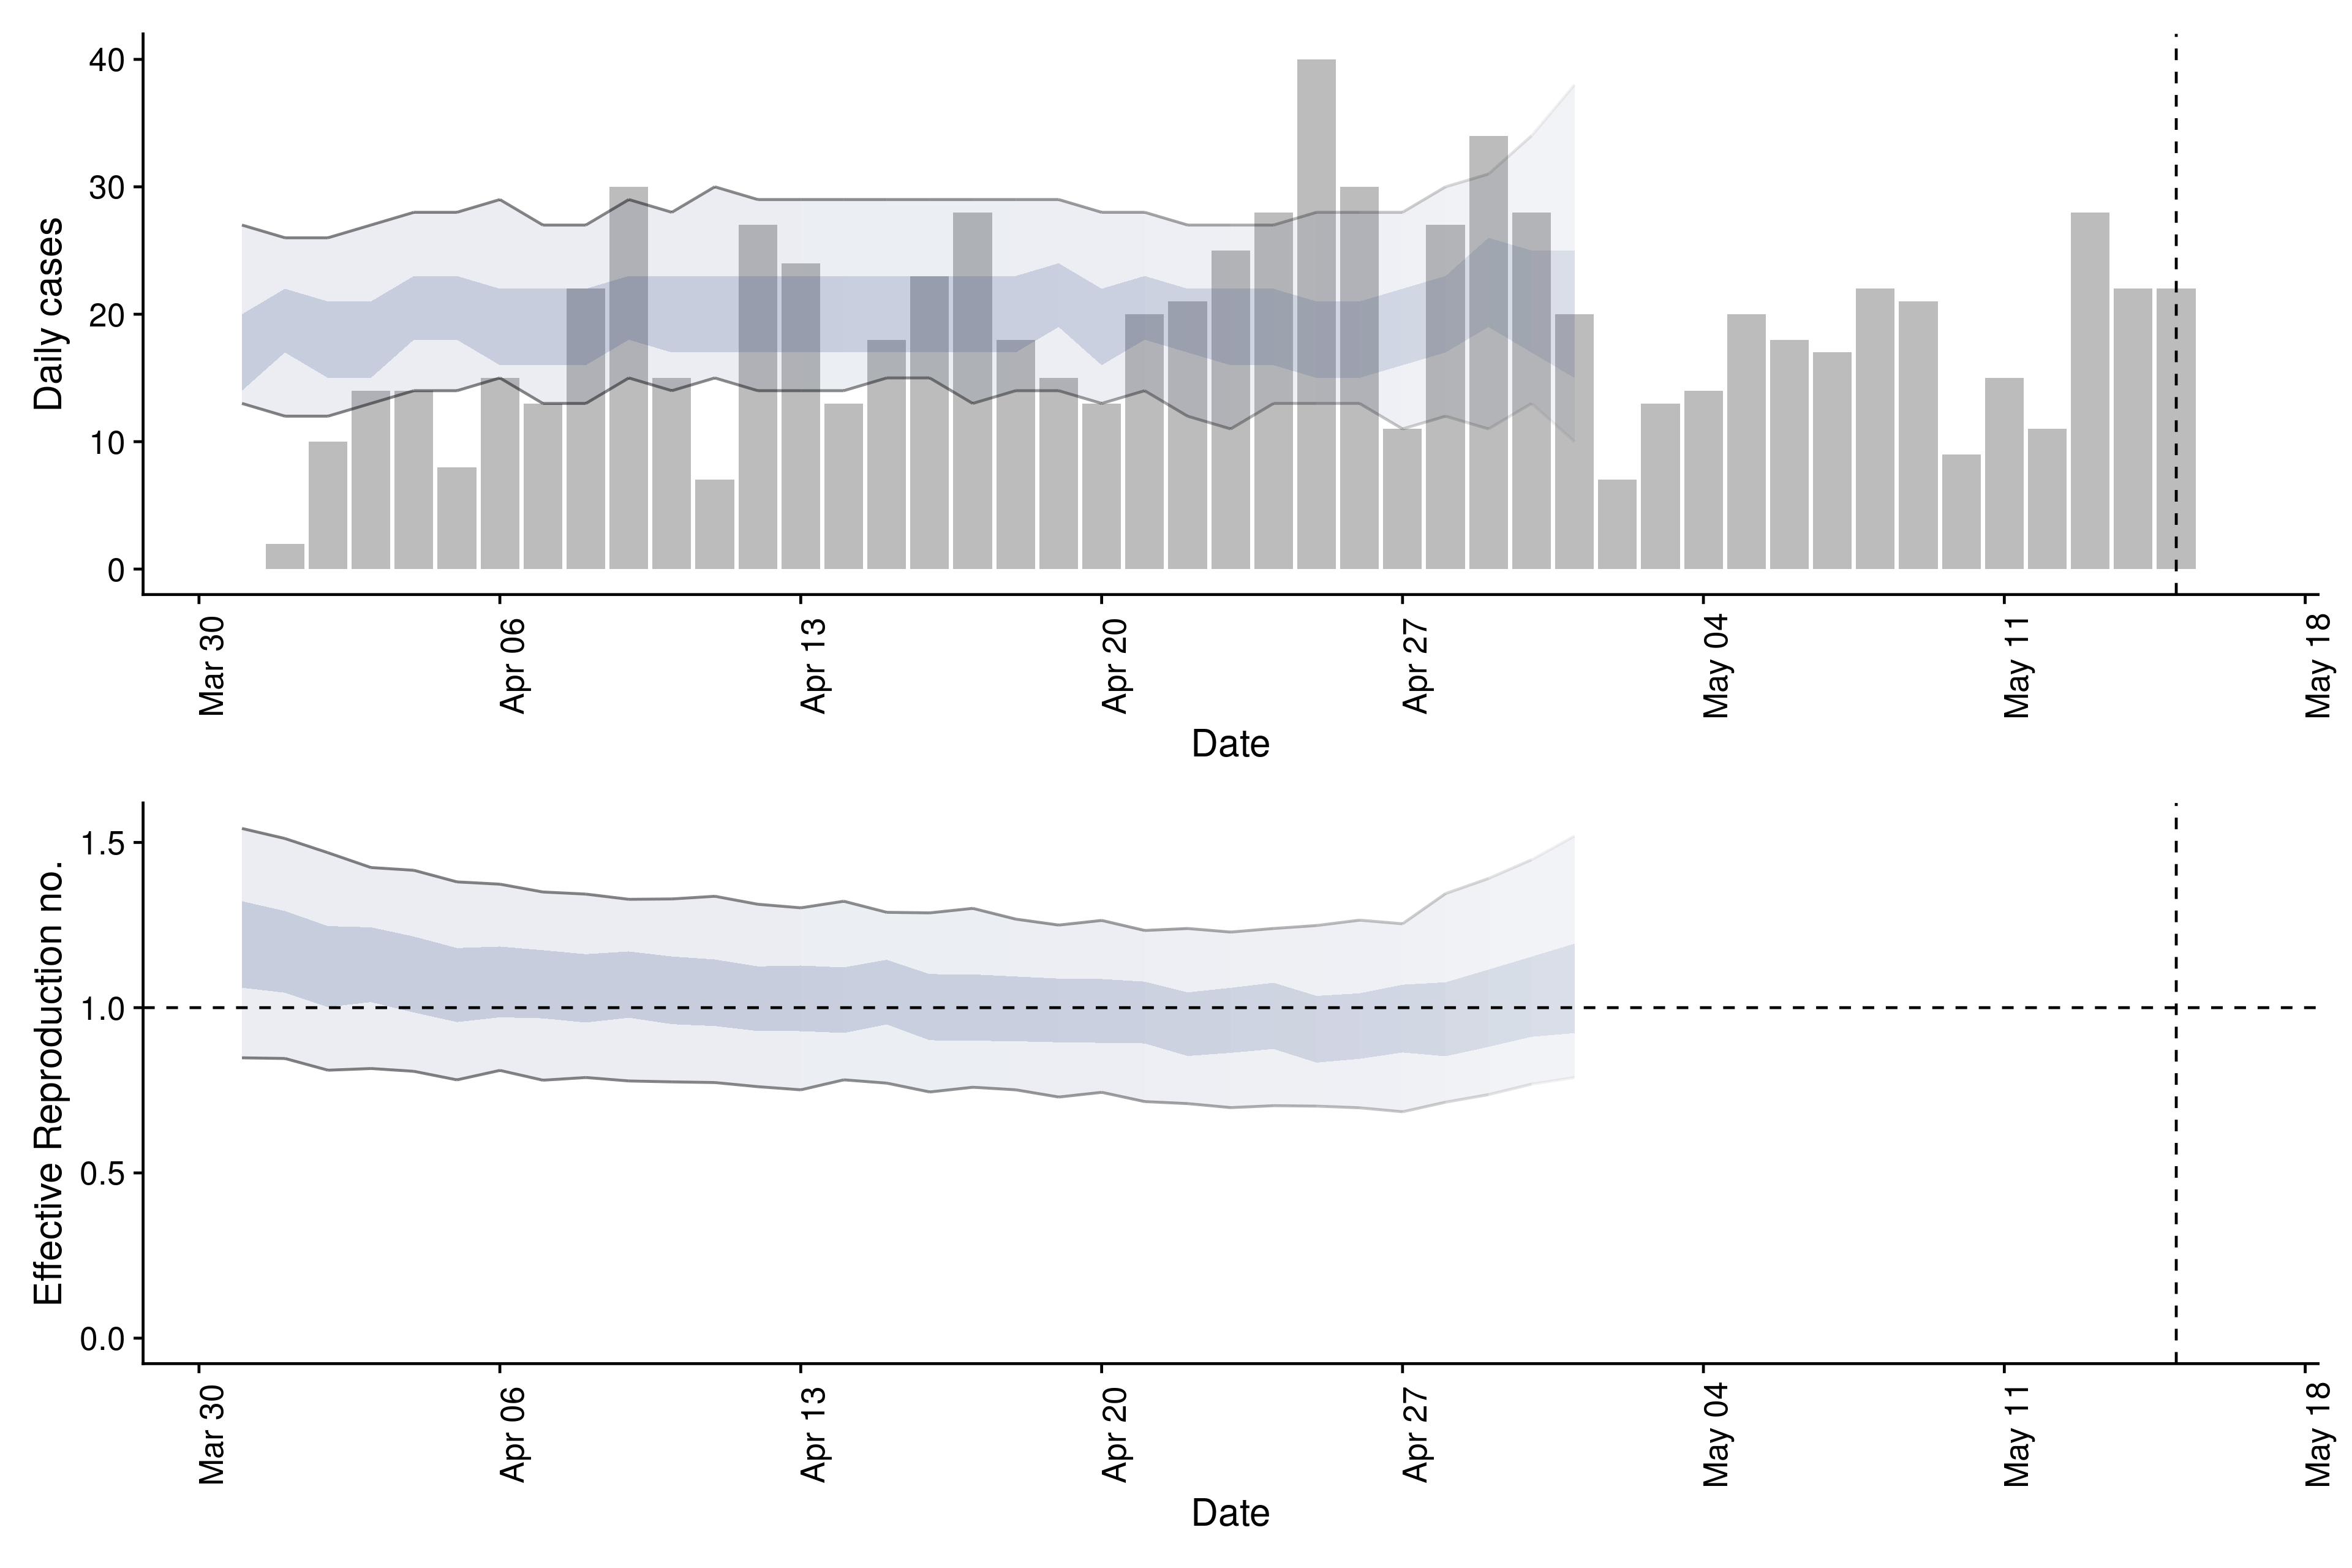 40
30
20
10
0
Daily cases
Mar 30
Apr 06
Apr 13
Apr 20
Apr 27
May 04
May 11
May 18
Date
1.5
1.0
0.5
0.0
Effective Reproduction no.
Mar 30
Apr 06
Apr 13
Apr 20
Apr 27
May 04
May 11
May 18
Date